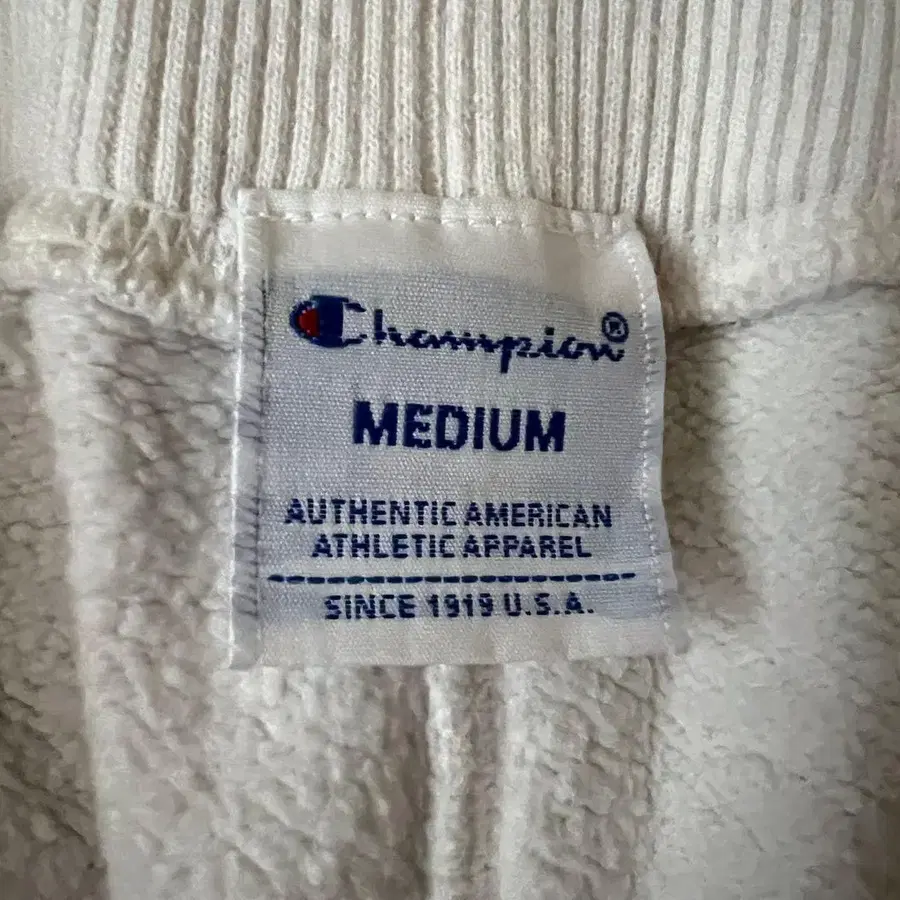 Champion®
MEDIUM
AUTHENTIC AMERICAN
ATHLETIC APPAREL
SINCE 1919 U.S.A.